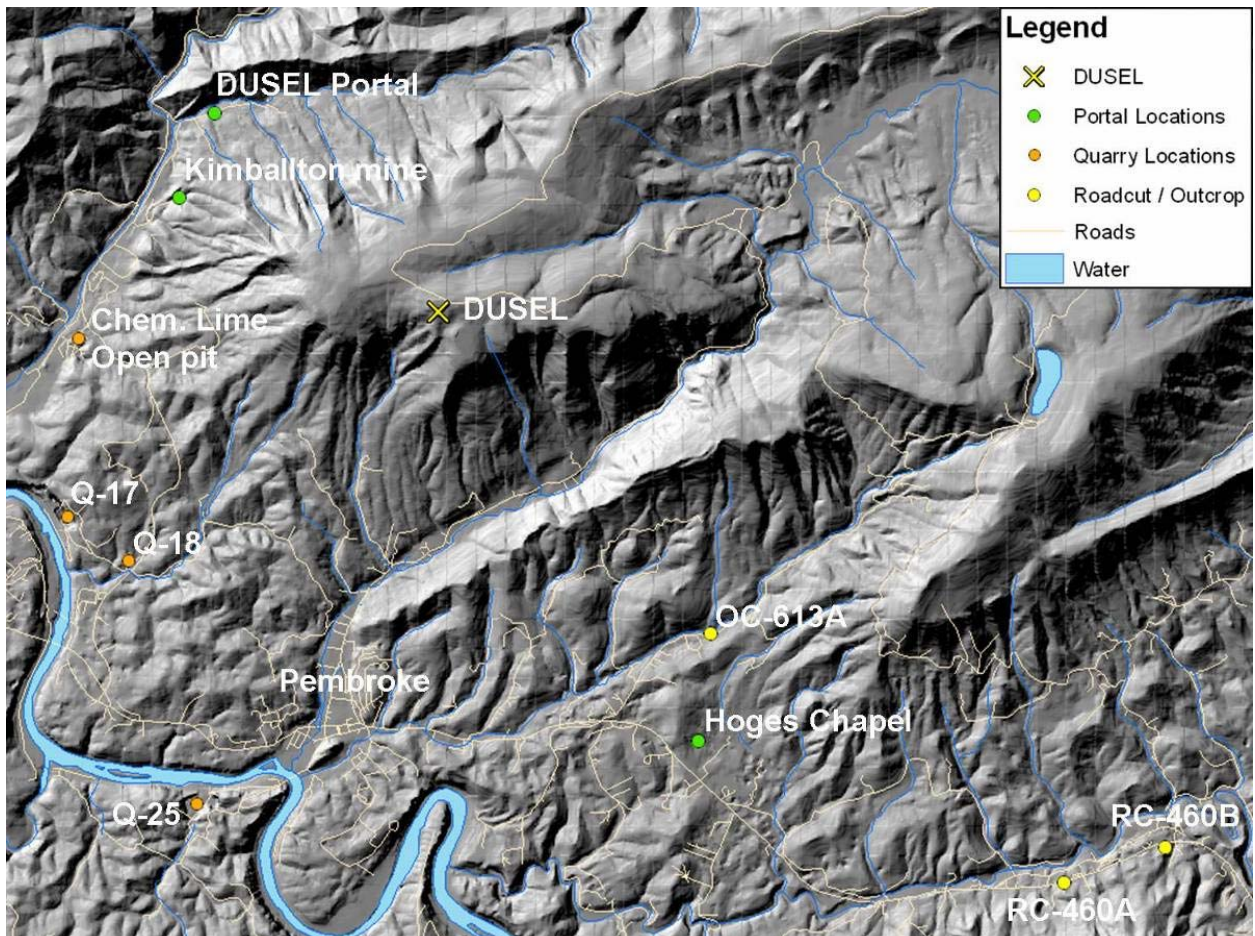 Legend
DUSEL
Portal Locations
Quarry Locations
Roadcut / Outcrop
Roads
Water
DUSEL Portal
Kimballton mine
DUSEL
Chem. Lime
Open pit
Q-17
Q-18
OC-613A
Pembroke
Hoges Chapel
Q-25
RC-460B
RC-460A